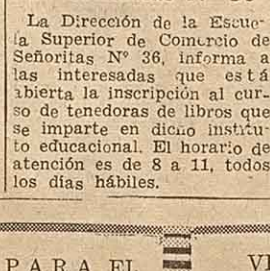 La Dirección de la Escue-
la Superior de Comercio de
Señoritas Nº 36, informa a
las interesadas que está
abierta la inscripción al cur-
so de tenedoras de libros que
se imparte en dicho institu-
to educacional. El horario de
atención es de 8 a 11, todos
los días hábiles.
PARA EL